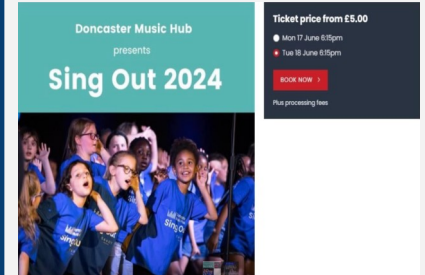 Doncaster Music Hub
presents
Sing Out 2024
Ticket price from £5.00
Mon 17 June 6:15pm
Tue 18 June 6:15pm
BOOK NOW >
Plus processing fees